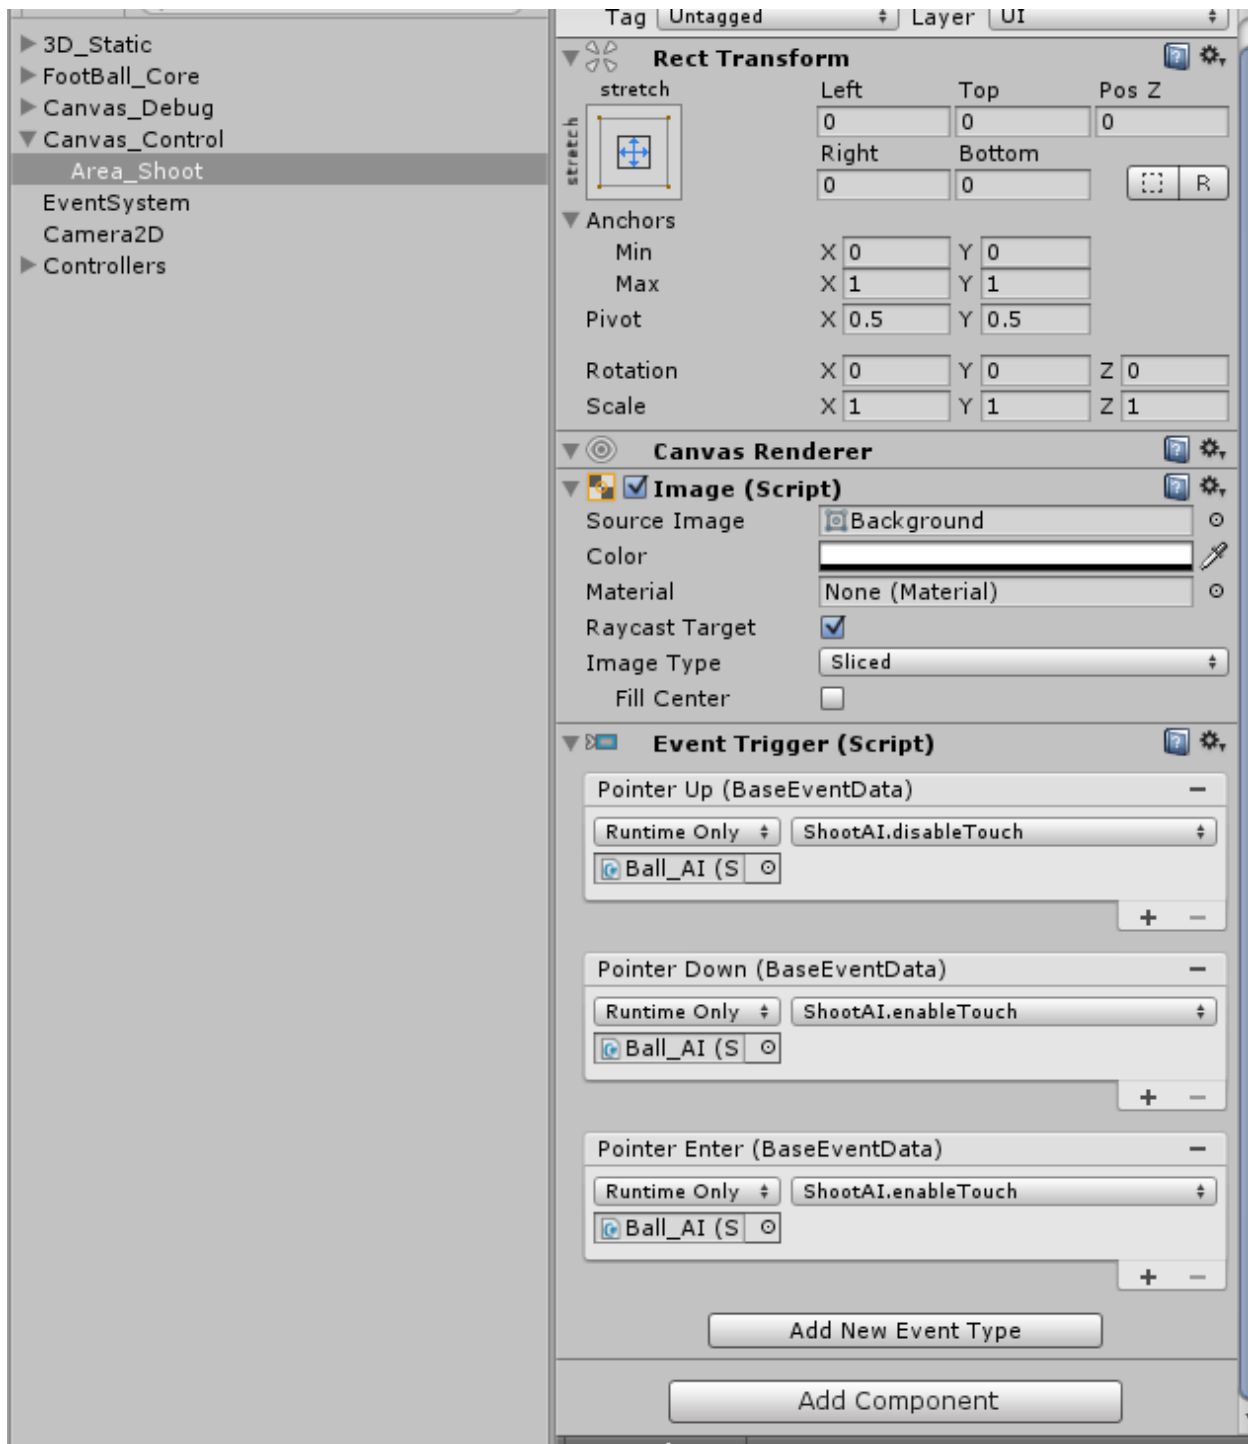 3D_Static
FootBall_Core
Canvas_Debug
Canvas_Control
Area_Shoot
EventSystem
Camera2D
Controllers
Tag Untagged Layer UI
Rect Transform
stretch Left Top Pos Z
stretch
0 0 0
Right Bottom
0 0 R
Anchors
Min X 0 Y 0
Max X 1 Y 1
Pivot X 0.5 Y 0.5
Rotation X 0 Y 0 Z 0
Scale X 1 Y 1 Z 1
Canvas Renderer
Image (Script)
Source Image Background
Color
Material None (Material)
Raycast Target
Image Type Sliced
Fill Center
Event Trigger (Script)
Pointer Up (BaseEventData)
Runtime Only ShootAI.disableTouch
Ball_AI (S
Pointer Down (BaseEventData)
Runtime Only ShootAI.enableTouch
Ball_AI (S
Pointer Enter (BaseEventData)
Runtime Only ShootAI.enableTouch
Ball_AI (S
Add New Event Type
Add Component